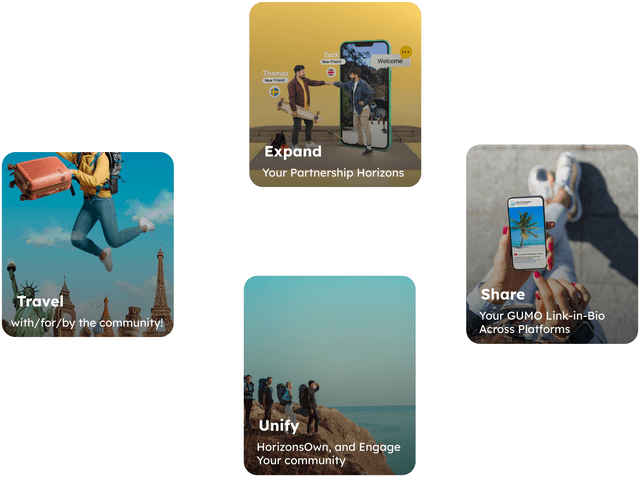 Zack
New Friend
Welcome
Thomas
New Friend
Expand
Your Partnership Horizons
Travel
with/for/by the community!
Share
Your GUMO Link-in-Bio
Across Platforms
Unify
HorizonsOwn, and Engage
Your community